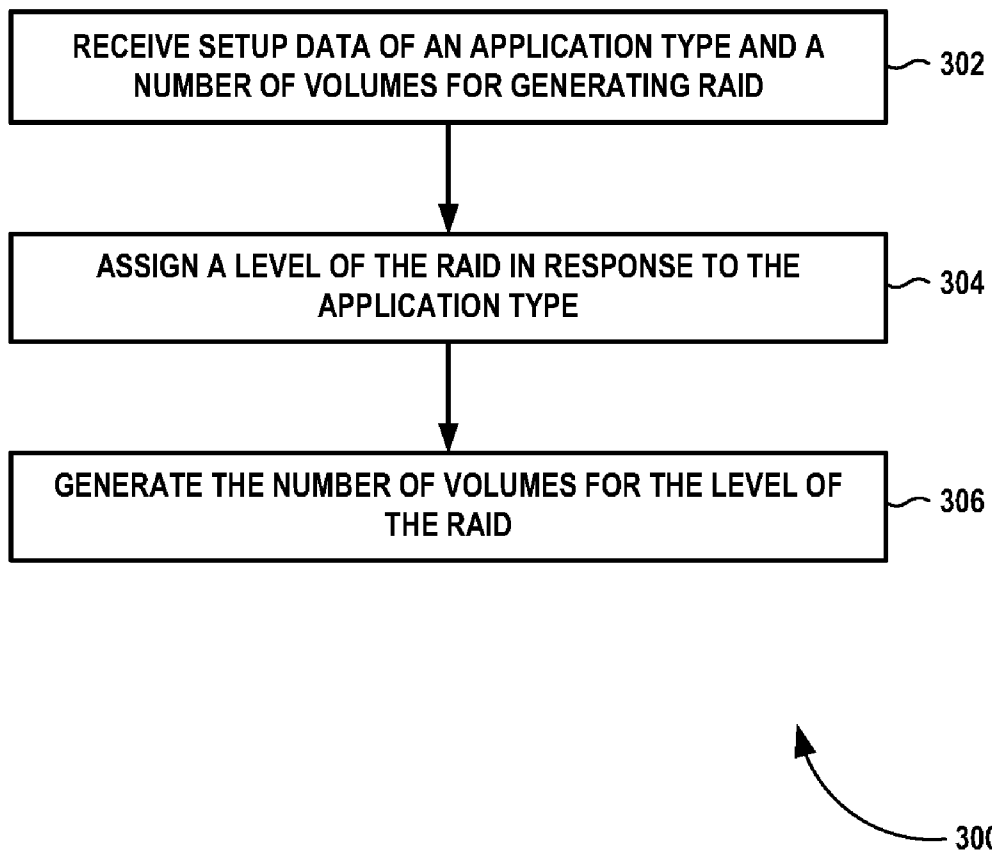 RECEIVE SETUP DATA OF AN APPLICATION TYPE AND A
NUMBER OF VOLUMES FOR GENERATING RAID
302
ASSIGN A LEVEL OF THE RAID IN RESPONSE TO THE
APPLICATION TYPE
304
GENERATE THE NUMBER OF VOLUMES FOR THE LEVEL OF
THE RAID
306
300